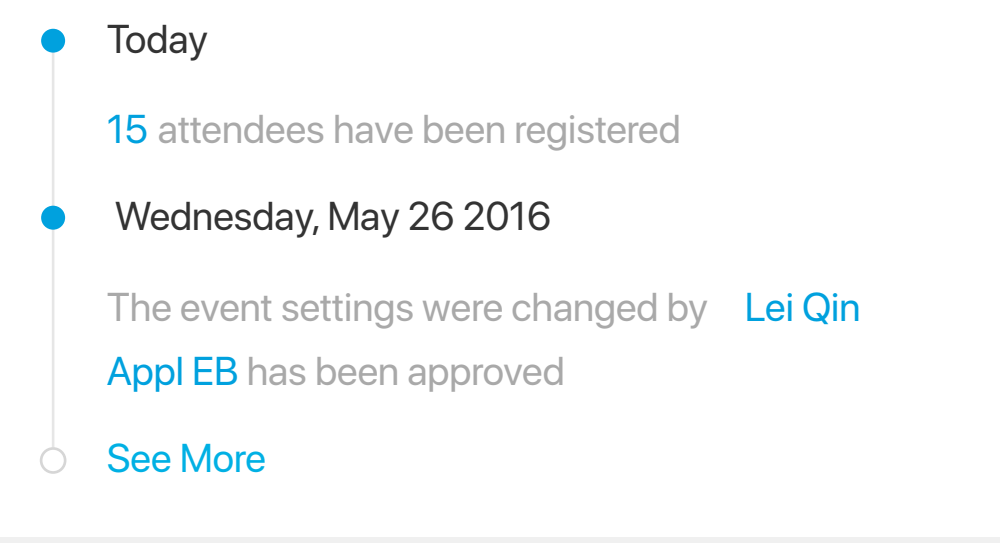 Today
15 attendees have been registered
Wednesday, May 26 2016
The event settings were changed by Lei Qin
Appl EB has been approved
See More